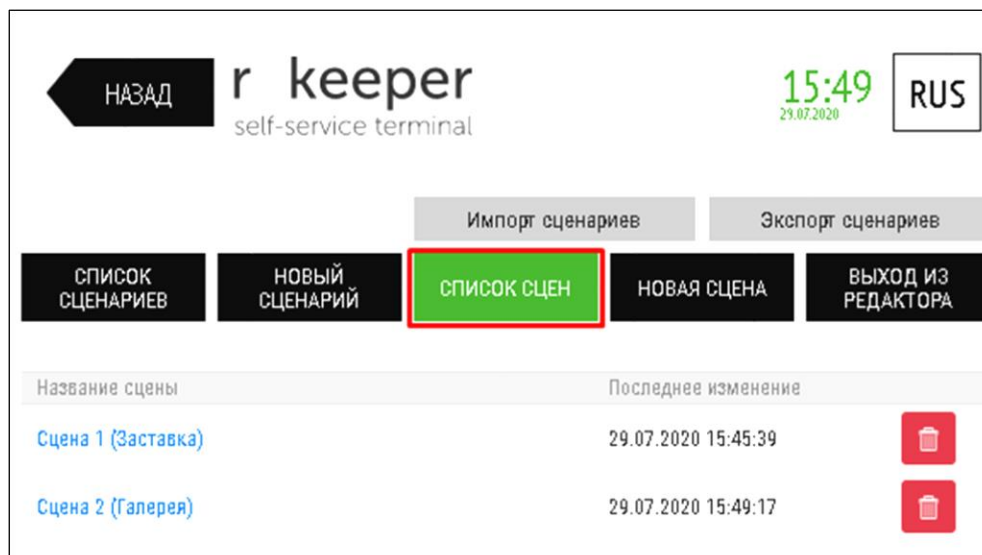 НАЗАД
r keeper
self-service terminal
15:49
29.07.2020
RUS
Импорт сценариев
Экспорт сценариев
СПИСОК
СЦЕНАРИЕВ
НОВЫЙ
СЦЕНАРИЙ
СПИСОК СЦЕН
НОВАЯ СЦЕНА
ВЫХОД ИЗ
РЕДАКТОРА
Название сцены
Последнее изменение
Сцена 1 (Заставка)
29.07.2020 15:45:39
Сцена 2 (Галерея)
29.07.2020 15:49:17